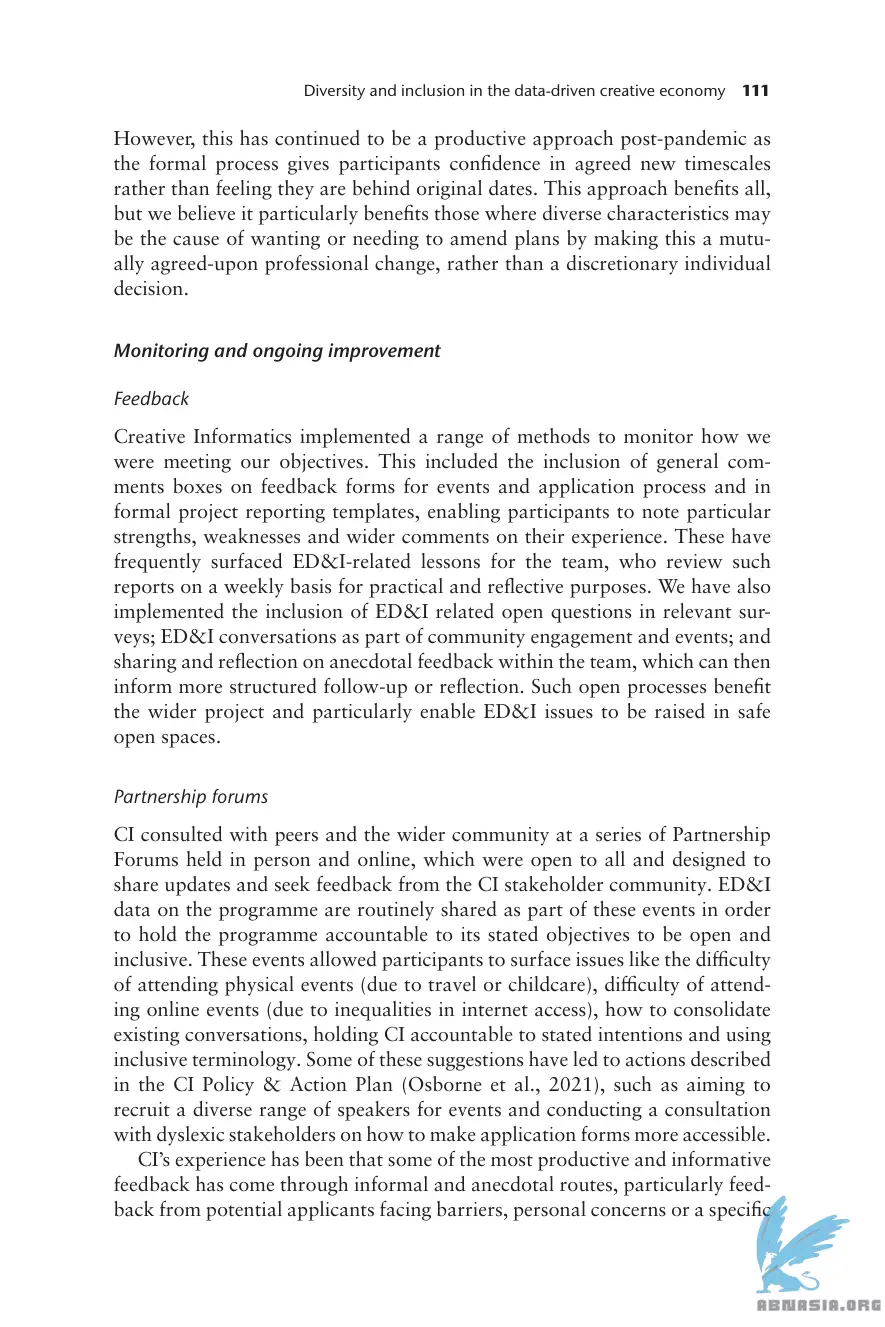 Diversity and inclusion in the data-driven creative economy 111
However, this has continued to be a productive approach post-pandemic as
the formal process gives participants confidence in agreed new timescales
rather than feeling they are behind original dates. This approach benefits all,
but we believe it particularly benefits those where diverse characteristics may
be the cause of wanting or needing to amend plans by making this a mutu-
ally agreed-upon professional change, rather than a discretionary individual
decision.
Monitoring and ongoing improvement
Feedback
Creative Informatics implemented a range of methods to monitor how we
were meeting our objectives. This included the inclusion of general com-
ments boxes on feedback forms for events and application process and in
formal project reporting templates, enabling participants to note particular
strengths, weaknesses and wider comments on their experience. These have
frequently surfaced ED&I-related lessons for the team, who review such
reports on a weekly basis for practical and reflective purposes. We have also
implemented the inclusion of ED&I related open questions in relevant sur-
veys; ED&I conversations as part of community engagement and events; and
sharing and reflection on anecdotal feedback within the team, which can then
inform more structured follow-up or reflection. Such open processes benefit
the wider project and particularly enable ED&I issues to be raised in safe
open spaces.
Partnership forums
CI consulted with peers and the wider community at a series of Partnership
Forums held in person and online, which were open to all and designed to
share updates and seek feedback from the CI stakeholder community. ED&I
data on the programme are routinely shared as part of these events in order
to hold the programme accountable to its stated objectives to be open and
inclusive. These events allowed participants to surface issues like the difficulty
of attending physical events (due to travel or childcare), difficulty of attend-
ing online events (due to inequalities in internet access), how to consolidate
existing conversations, holding CI accountable to stated intentions and using
inclusive terminology. Some of these suggestions have led to actions described
in the CI Policy & Action Plan (Osborne et al., 2021), such as aiming to
recruit a diverse range of speakers for events and conducting a consultation
with dyslexic stakeholders on how to make application forms more accessible.
CI's experience has been that some of the most productive and informative
feedback has come through informal and anecdotal routes, particularly feed-
back from potential applicants facing barriers, personal concerns or a specific
ABNASIA.ORG